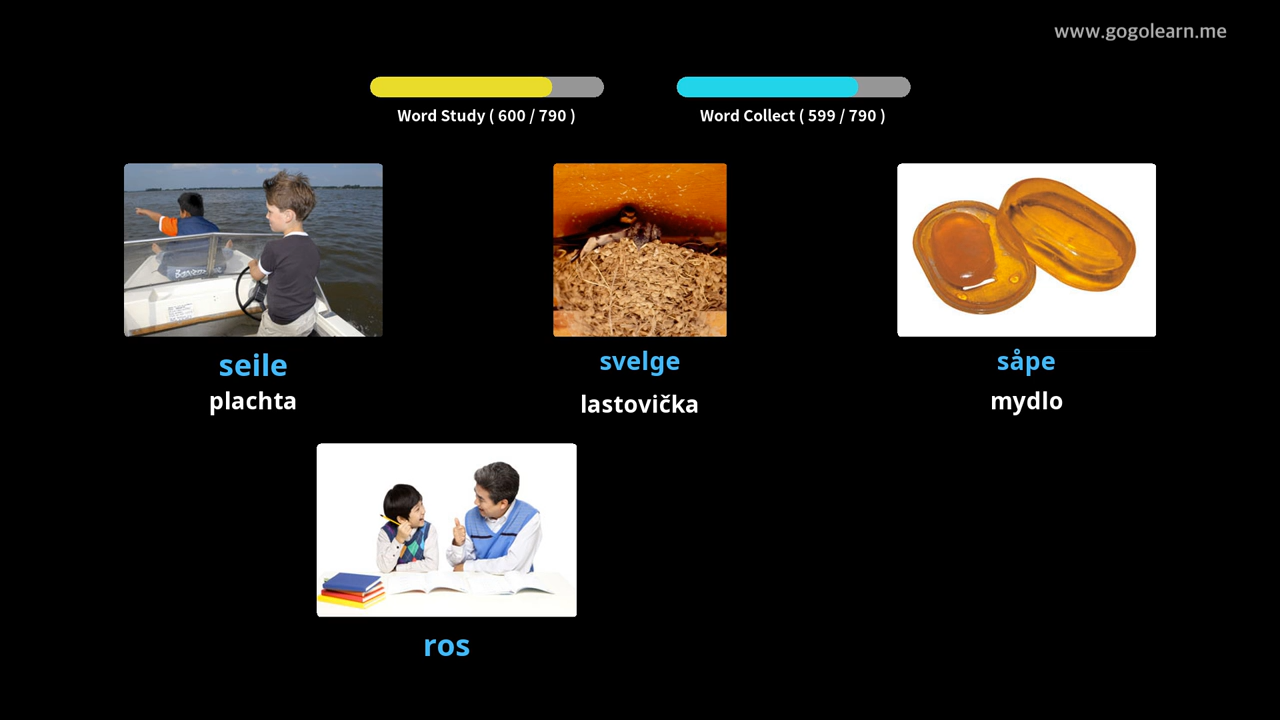 www.gogolearn.me
Word Study ( 600 / 790 )
Word Collect ( 599 / 790 )
seile
plachta
svelge
lastovička
såpe
mydlo
ros